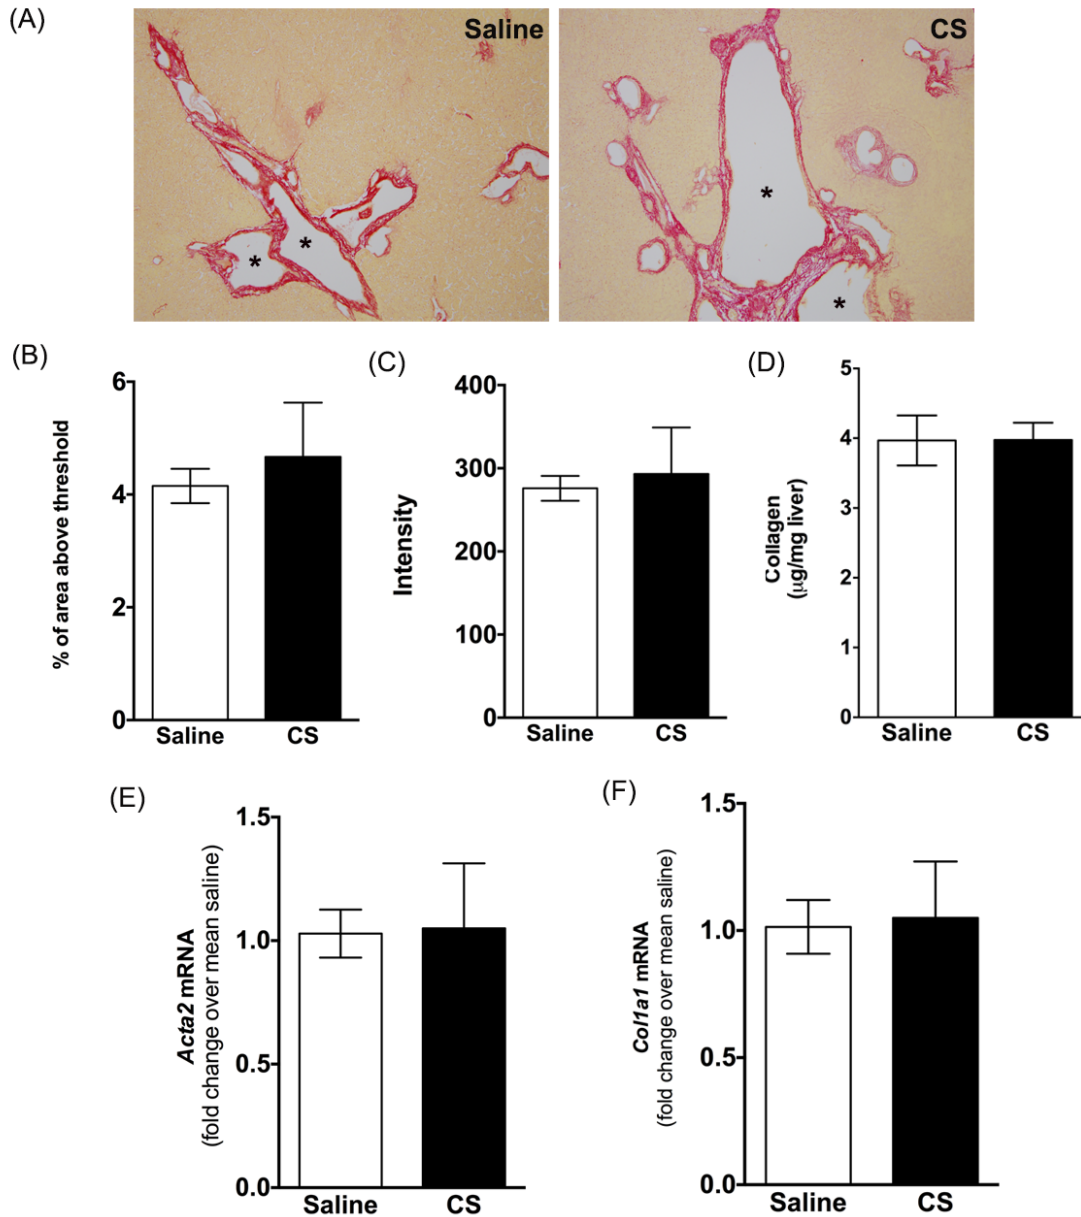 (A)
Saline
CS
*
*
*
*
(B)
% of area above threshold
6
4
2
0
Saline
CS
(C)
Intensity
400
300
200
100
0
Saline
CS
(D)
Collagen
(μg/mg liver)
5
4
3
2
1
0
Saline
CS
(E)
Acta2 mRNA
(fold change over mean saline)
1.5
1.0
0.5
0.0
Saline
CS
(F)
Col1a1 mRNA
(fold change over mean saline)
1.5
1.0
0.5
0.0
Saline
CS